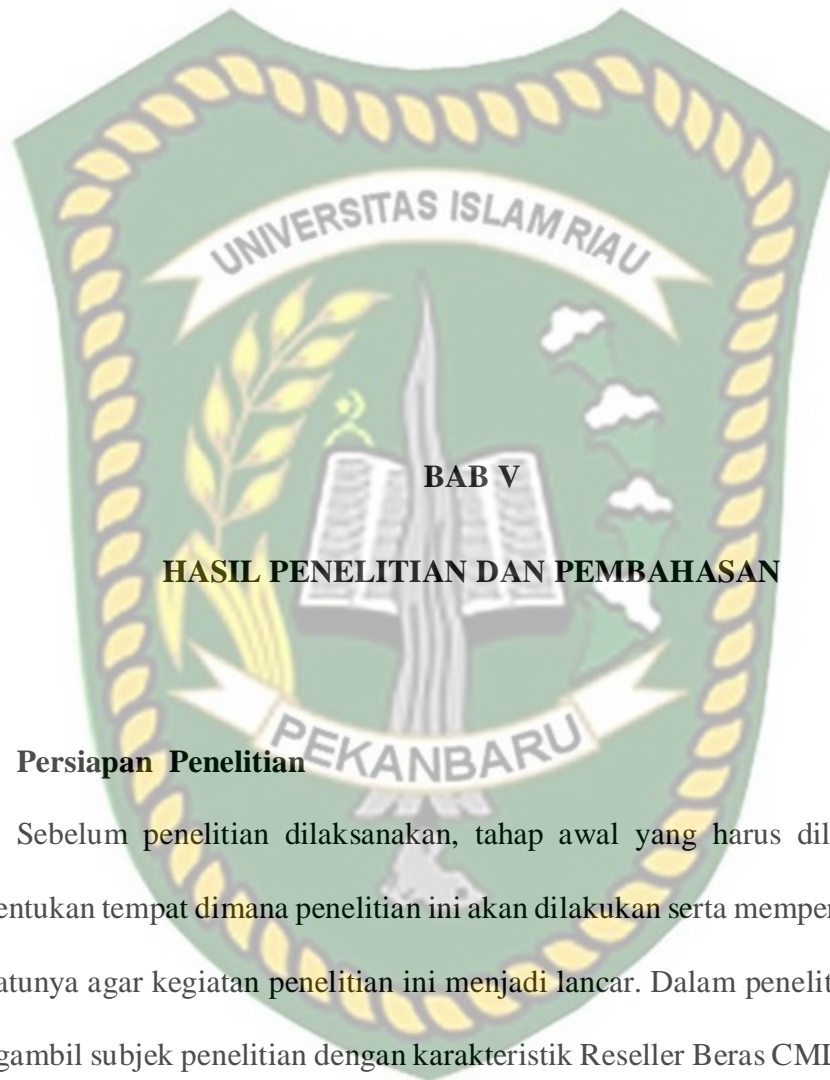 UNIVERSITAS ISLAM RIAU
BAB V
HASIL PENELITIAN DAN PEMBAHASAN
PEKANBARU
Persiapan Penelitian
Sebelum penelitian dilaksanakan, tahap awal yang harus dil
entukan tempat dimana penelitian ini akan dilakukan serta memper
atunya agar kegiatan penelitian ini menjadi lancar. Dalam penelit
gambil subjek penelitian dengan karakteristik Reseller Beras